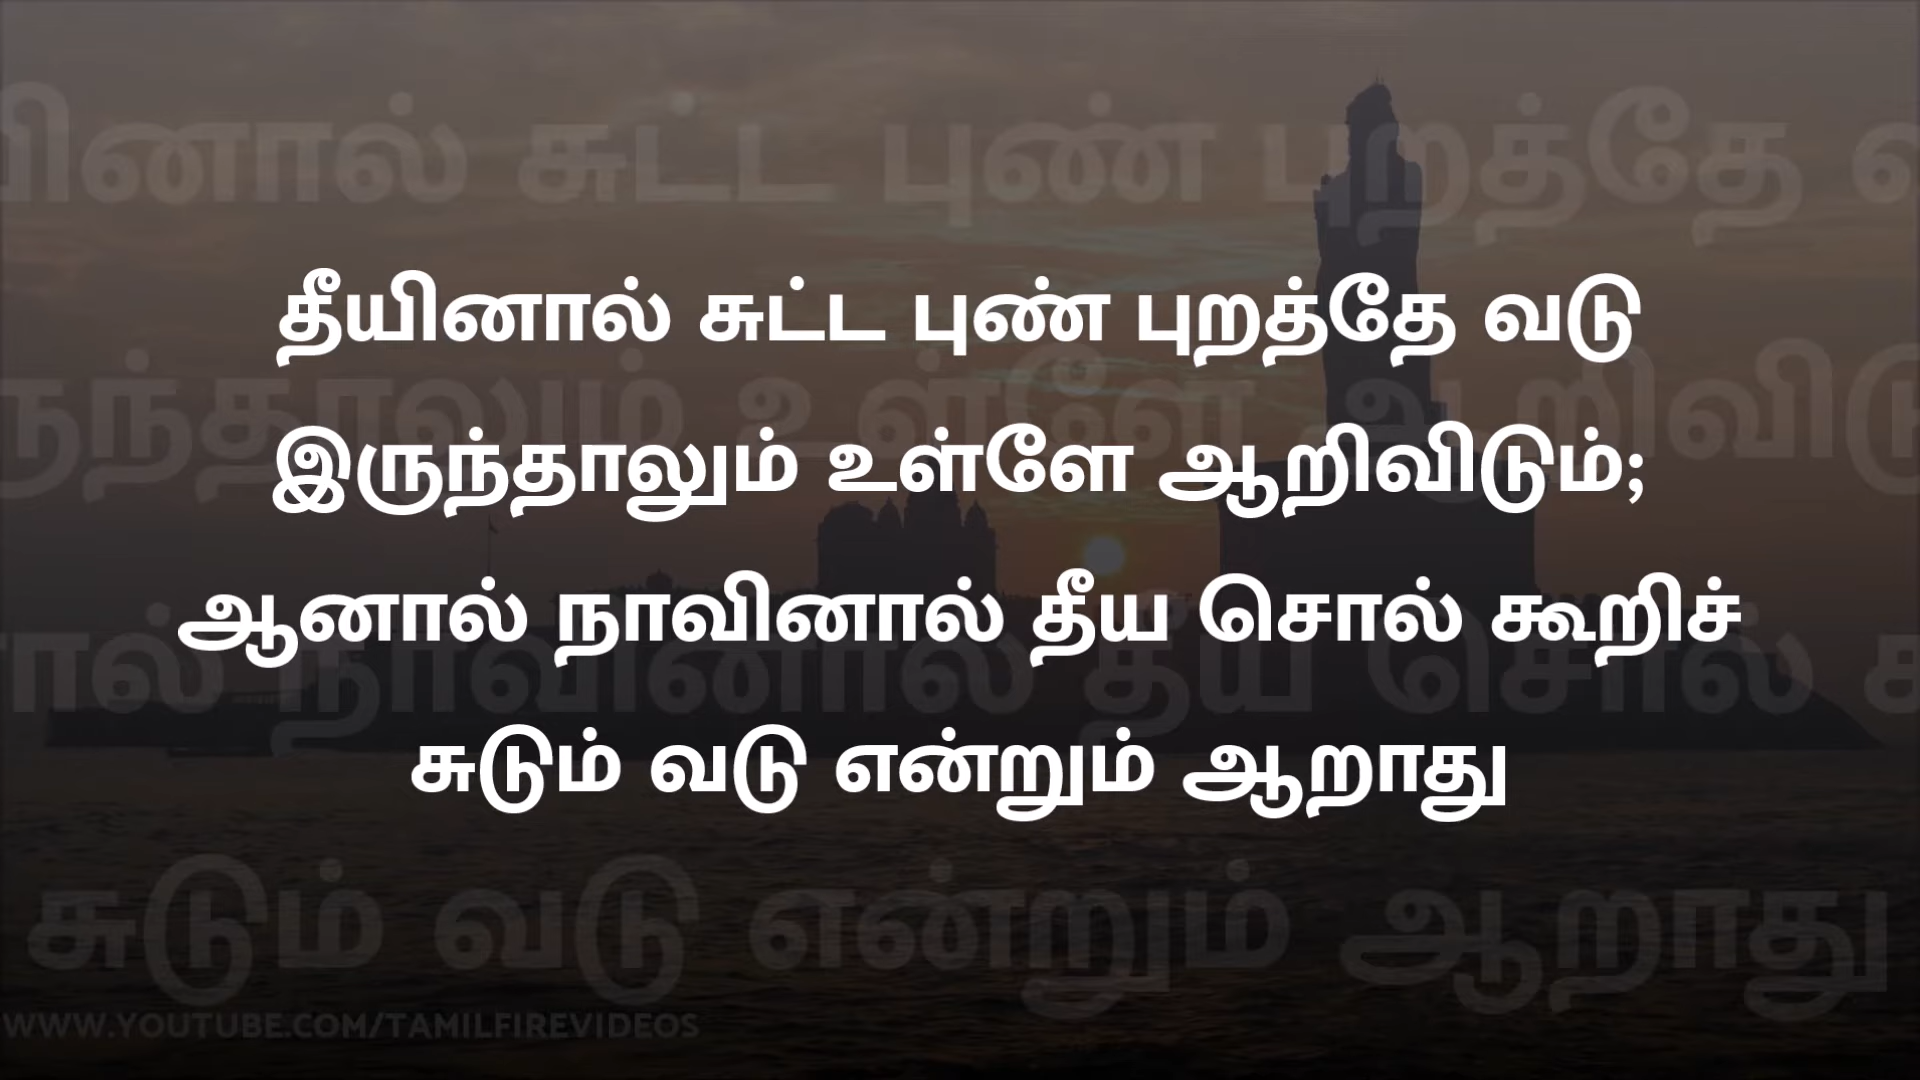 தீயினால் சுட்ட புண் புறத்தே வடு
இருந்தாலும் உள்ளே ஆறிவிடும்;
ஆனால் நாவினால் தீய சொல் கூறிச்
சுடும் வடு என்றும் ஆறாது
WWW.YOUTUBE.COM/TAMILFIREVIDEOS